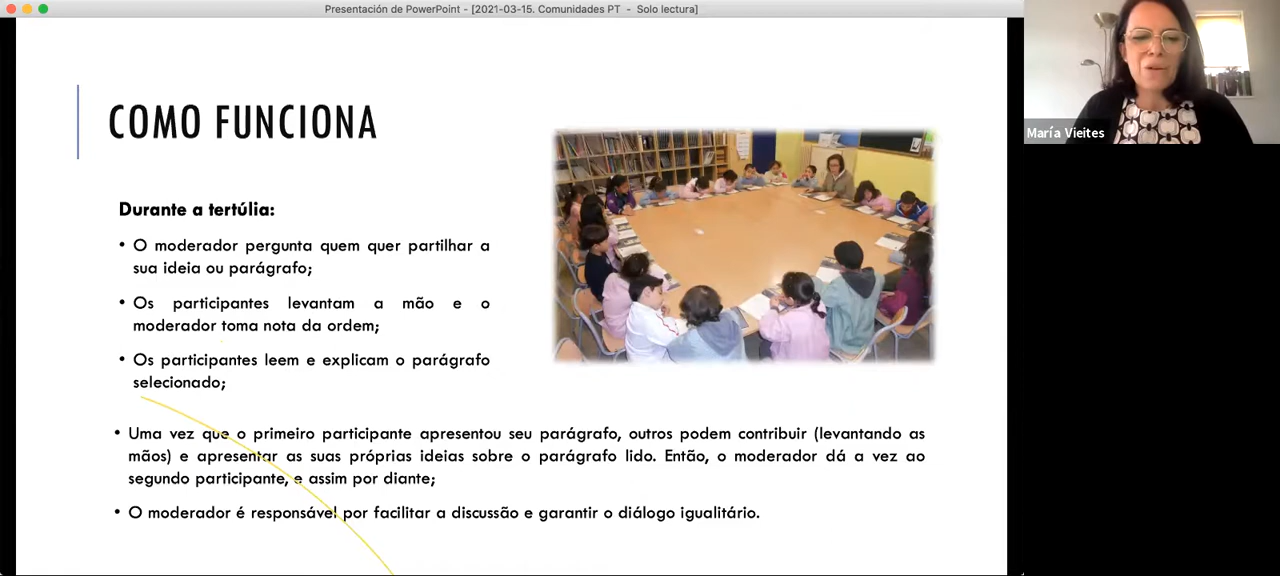 Presentación de PowerPoint - [2021-03-15. Comunidades PT - Solo lectura]
María Vieites
COMO FUNCIONA
Durante a tertúlia:
• O moderador pergunta quem quer partilhar a
sua ideia ou parágrafo;
• Os participantes levantam a mão e o
moderador toma nota da ordem;
• Os participantes leem e explicam o parágrafo
selecionado;
• Uma vez que o primeiro participante apresentou seu parágrafo, outros podem contribuir (levantando as
mãos) e apresentar as suas próprias ideias sobre o parágrafo lido. Então, o moderador dá a vez ao
segundo participante, e assim por diante;
• O moderador é responsável por facilitar a discussão e garantir o diálogo igualitário.